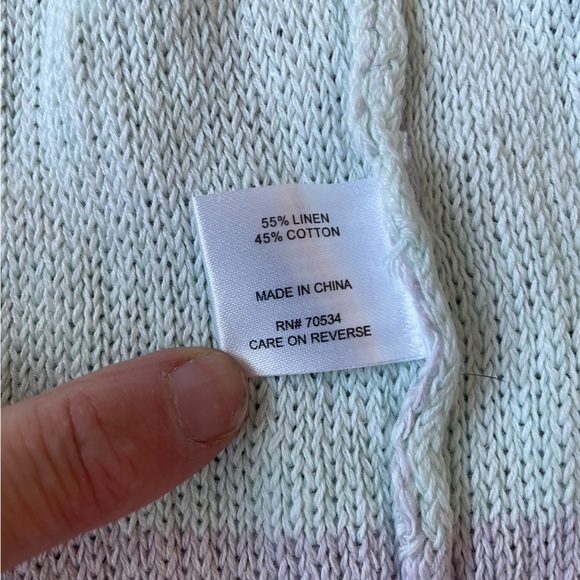 55% LINEN
45% COTTON
MADE IN CHINA
RN# 70534
CARE ON REVERSE